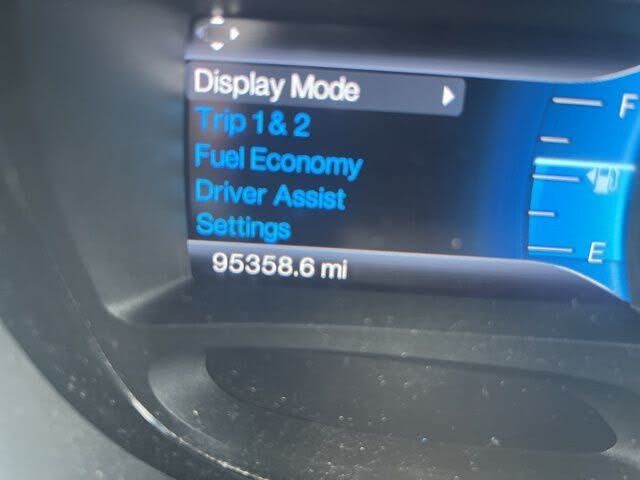 Display Mode
Trip 1 & 2
Fuel Economy
Driver Assist
Settings
95358.6 mi
F
E